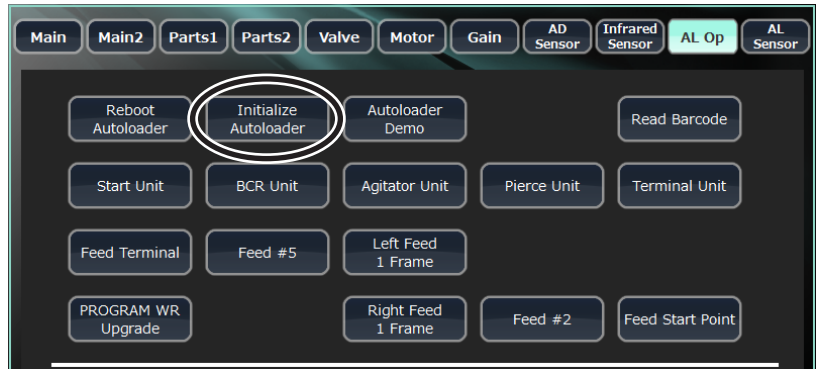 Main Main2 Parts1 Parts2 Valve Motor Gain AD Sensor Infrared Sensor AL Op AL Sensor
Reboot Autoloader Initialize Autoloader Autoloader Demo Read Barcode
Start Unit BCR Unit Agitator Unit Pierce Unit Terminal Unit
Feed Terminal Feed #5 Left Feed 1 Frame
PROGRAM WR Upgrade Right Feed 1 Frame Feed #2 Feed Start Point